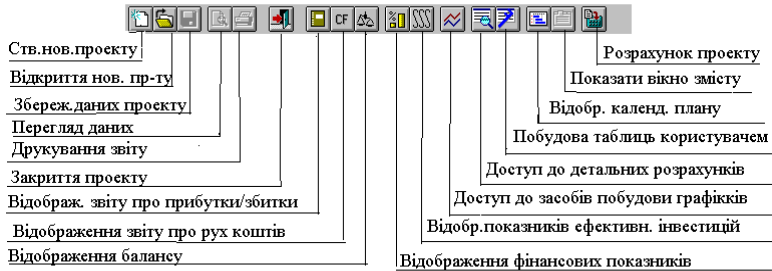 CF
Ств.нов.проекту
Відкриття нов. пр-ту
Збереж.даних проекту
Перегляд даних
Друкування звіту
Закриття проекту
Відображ. звіту про прибутки/збитки
Відображення звіту про рух коштів
Відображення балансу
Розрахунок проекту
Показати вікно змісту
Відобр. календ. плану
Побудова таблиць користувачем
Доступ до детальних розрахунків
Доступ до засобів побудови графікків
Відобр.показників ефективн. інвестицій
Відображення фінансових показників